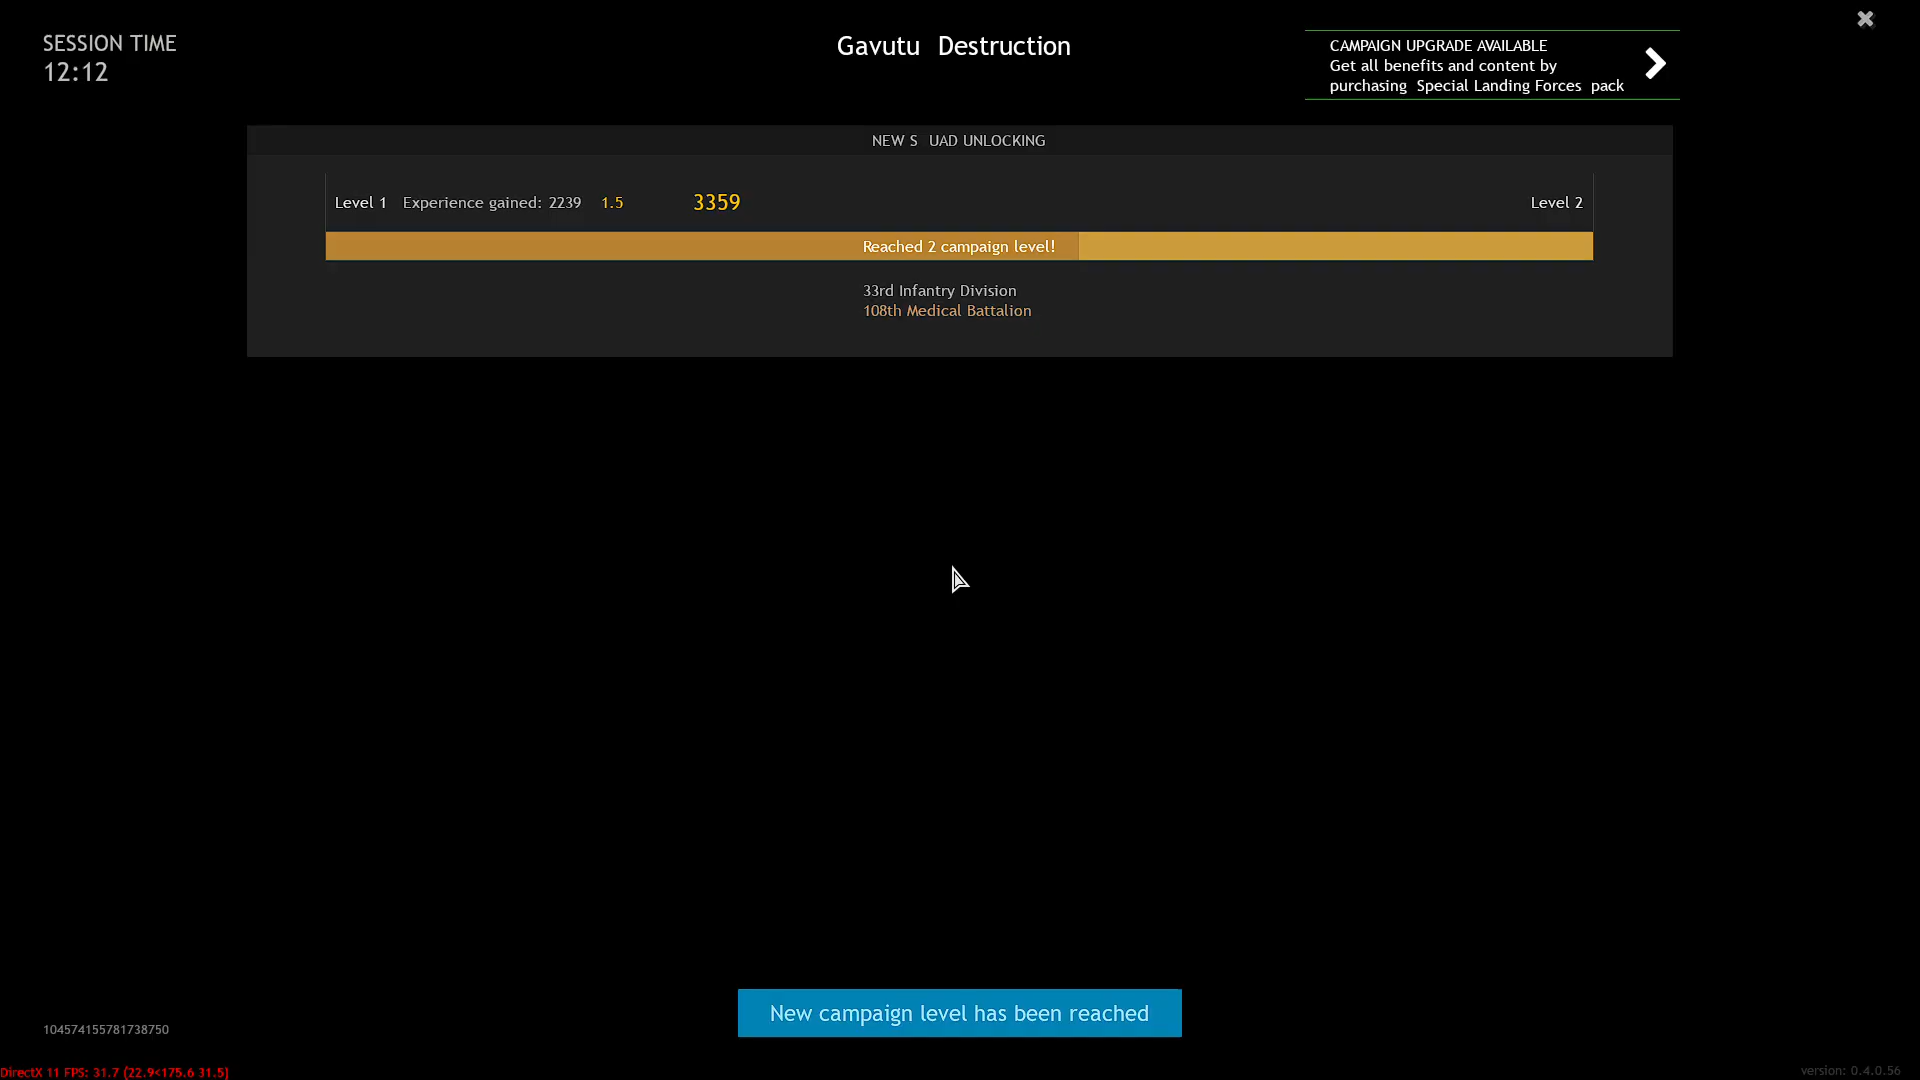 SESSION TIME
12:12
Gavutu Destruction
CAMPAIGN UPGRADE AVAILABLE
Get all benefits and content by
purchasing Special Landing Forces pack
NEW S UAD UNLOCKING
Level 1 Experience gained: 2239 1.5 3359 Level 2
Reached 2 campaign level!
33rd Infantry Division
108th Medical Battalion
New campaign level has been reached
104574155781738750
DirectX 11 FPS: 31.7 (22.9<175.6 31.5)
version: 0.4.0.56